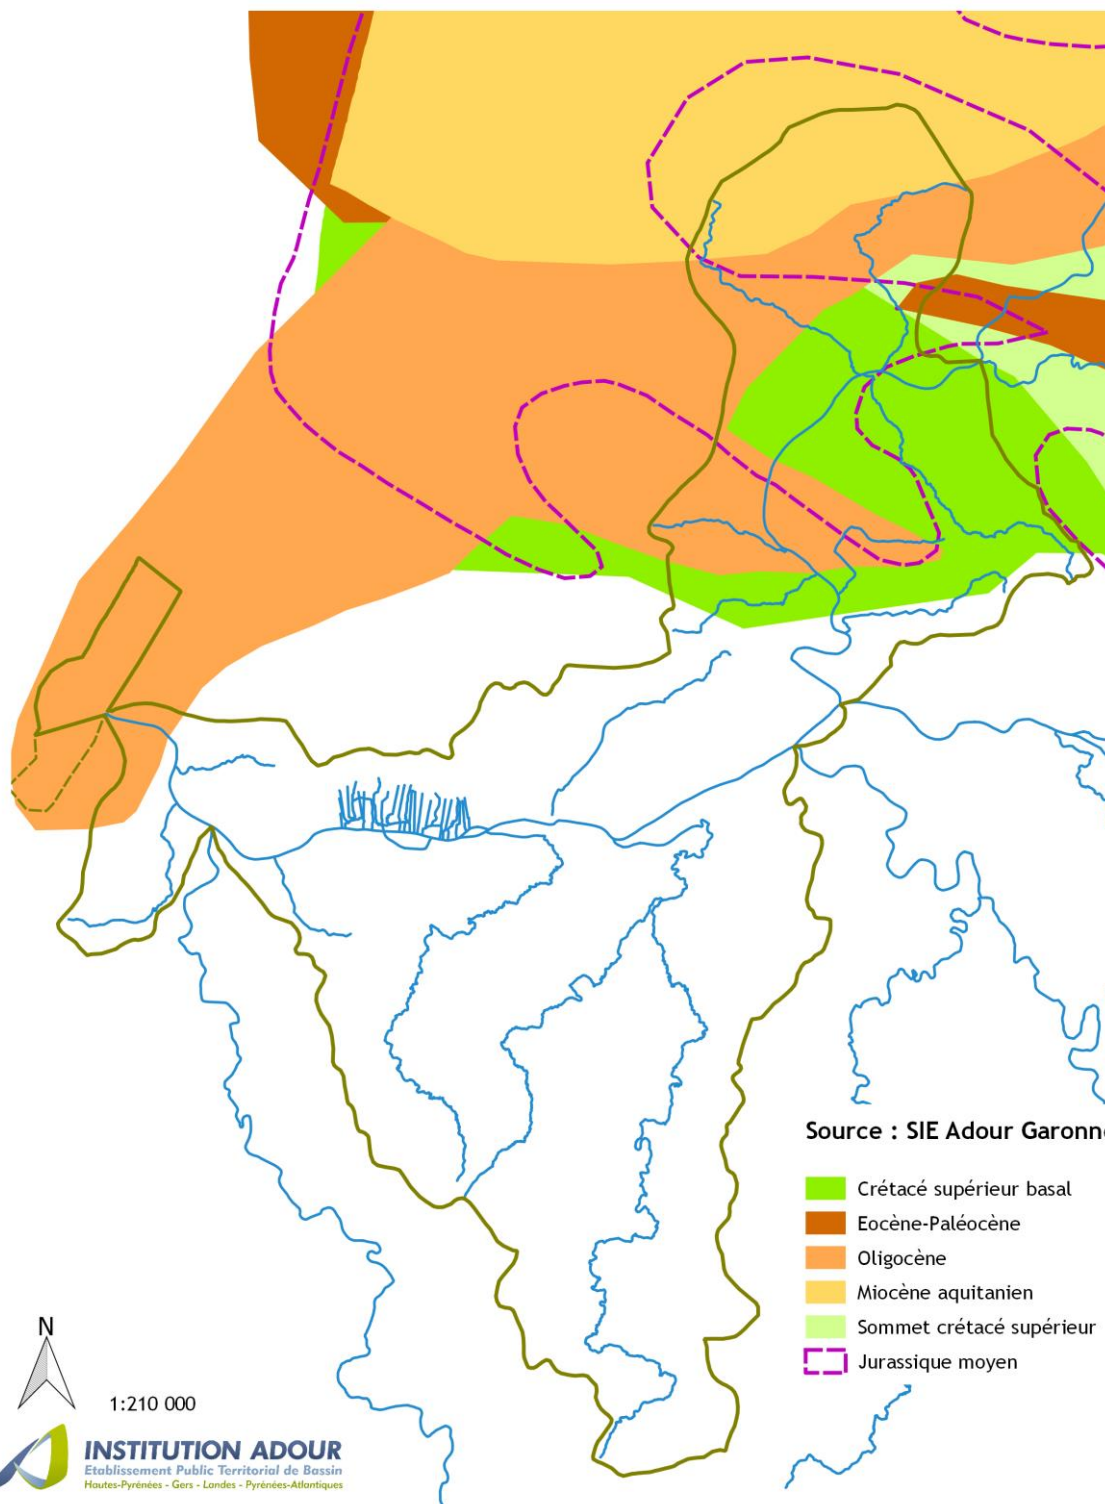 Source : SIE Adour Garonne
Crétacé supérieur basal
Eocène-Paléocène
Oligocène
Miocène aquitanien
Sommet crétacé supérieur
Jurassique moyen
N
1:210 000
INSTITUTION ADOUR
Etablissement Public Territorial de Bassin
Hautes-Pyrénées - Gers - Landes - Pyrénées-Atlantiques